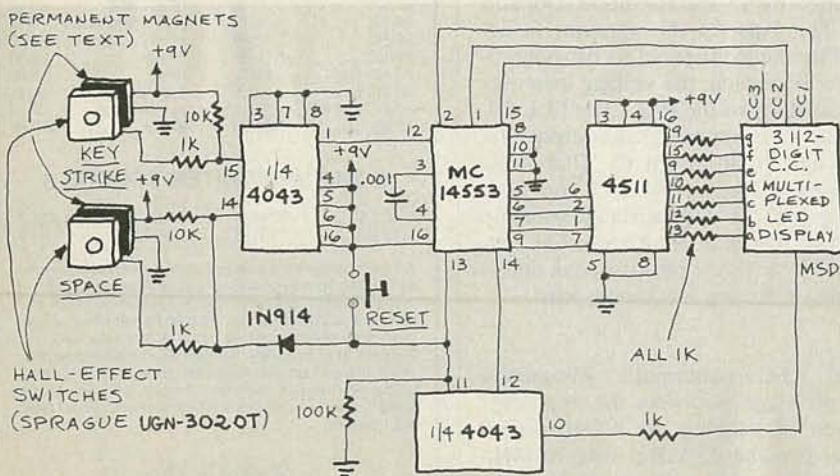 PERMANENT MAGNETS
(SEE TEXT)
+9V
10K
1K
KEY
STRIKE
+9V
10K
SPACE
1K
HALL-EFFECT
SWITCHES
(SPRAGUE UGN-3020T)
3 7 8
1/4
4043
15
14
1
4
5
6
16
+9V
1N914
RESET
100K
12
3
.001
4
16
2 1 15
MC
14553
8
10
11
5
6
7
9
13 14
6
2
1
7
3 4 16
+9V
4511
19
15
9
10
11
12
13
5 8
ALL 1K
CC3
CC2
CC1
g 3 1/2-
f DIGIT
e C.C.
d MULTI-
c PLEXED
b LED
a DISPLAY
MSD
11 12
1/4 4043
10
1K